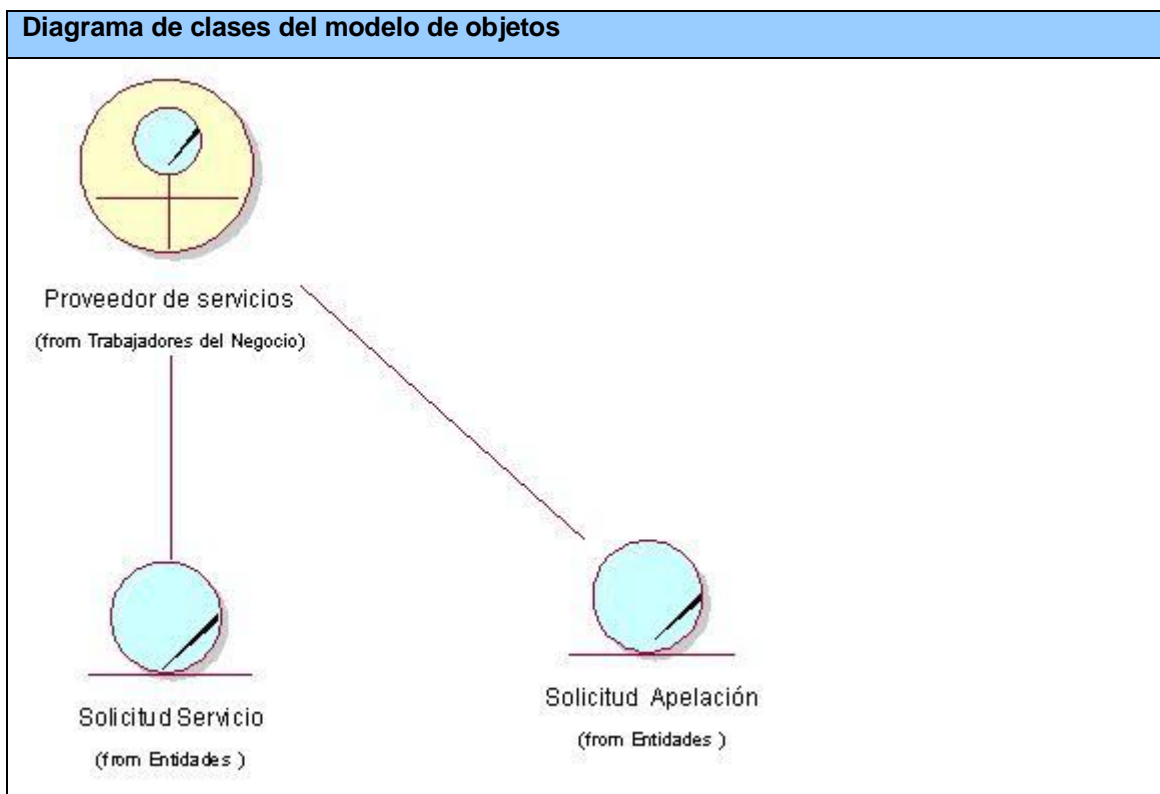 Diagrama de clases del modelo de objetos
Proveedor de servicios
(from Trabajadores del Negocio)
Solicitud Servicio
(from Entidades )
Solicitud Apelación
(from Entidades )